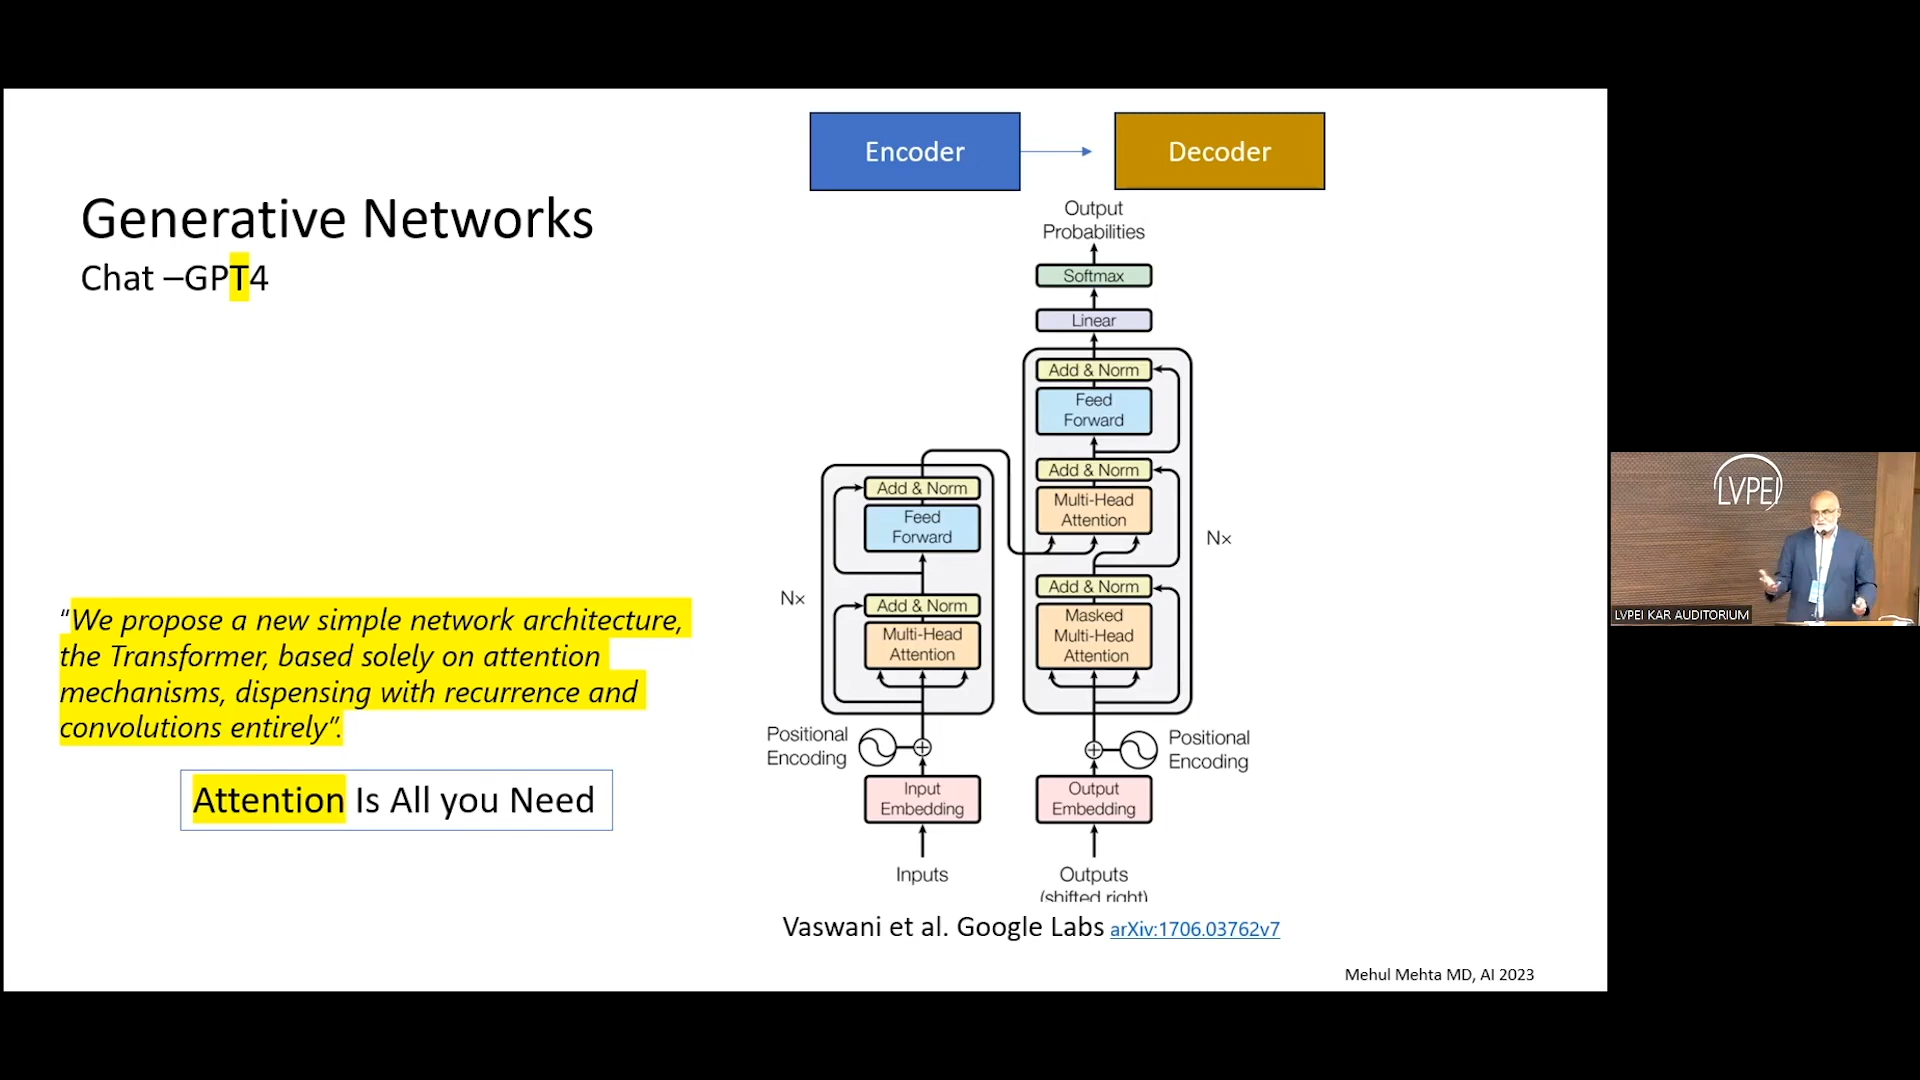 Generative Networks
Chat –GPT4
“We propose a new simple network architecture,
the Transformer, based solely on attention
mechanisms, dispensing with recurrence and
convolutions entirely”.
Attention Is All you Need
Encoder
Decoder
Output
Probabilities
Softmax
Linear
Add & Norm
Feed
Forward
Add & Norm
Multi-Head
Attention
Nx
Add & Norm
Masked
Multi-Head
Attention
Add & Norm
Feed
Forward
Nx
Add & Norm
Multi-Head
Attention
Positional
Encoding
Positional
Encoding
Input
Embedding
Output
Embedding
Inputs
Outputs
(shifted right)
Vaswani et al. Google Labs arXiv:1706.03762v7
Mehul Mehta MD, AI 2023
LVPEI
LVPEI KAR AUDITORIUM